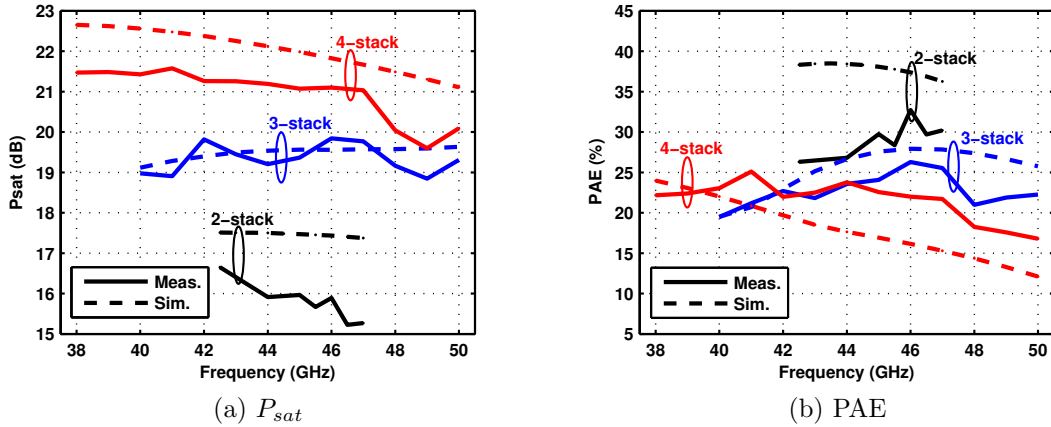 23
22
21
20
19
18
17
16
15
Psat (dB)
4-stack
3-stack
2-stack
Meas.
Sim.
38 40 42 44 46 48 50
Frequency (GHz)
(a) Psat
45
40
35
30
25
20
15
10
5
PAE (%)
2-stack
3-stack
4-stack
Meas.
Sim.
38 40 42 44 46 48 50
Frequency (GHz)
(b) PAE